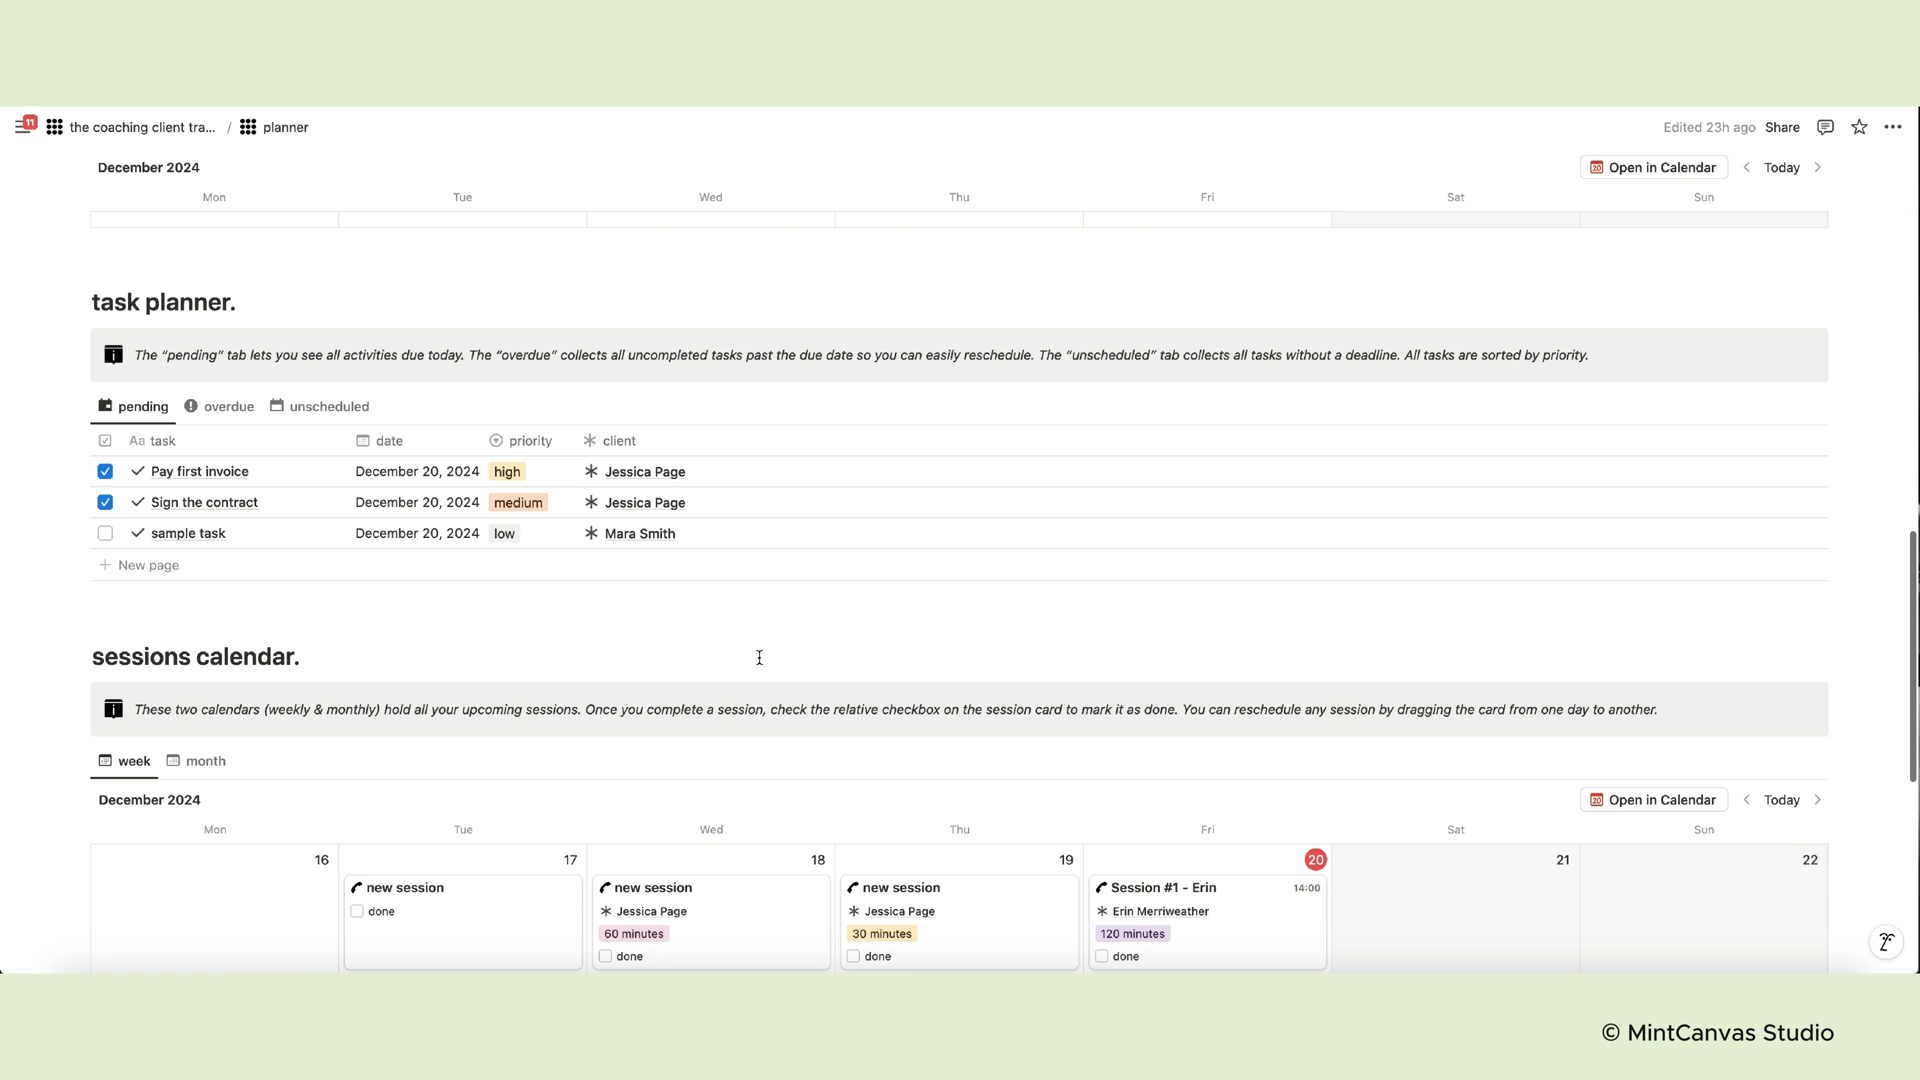 11 the coaching client tra... / planner Edited 23h ago Share
December 2024 20 Open in Calendar Today
Mon Tue Wed Thu Fri Sat Sun
task planner.
The “pending” tab lets you see all activities due today. The “overdue” collects all uncompleted tasks past the due date so you can easily reschedule. The “unscheduled” tab collects all tasks without a deadline. All tasks are sorted by priority.
pending overdue unscheduled
Aa task date priority client
Pay first invoice December 20, 2024 high Jessica Page
Sign the contract December 20, 2024 medium Jessica Page
sample task December 20, 2024 low Mara Smith
+ New page
sessions calendar.
These two calendars (weekly & monthly) hold all your upcoming sessions. Once you complete a session, check the relative checkbox on the session card to mark it as done. You can reschedule any session by dragging the card from one day to another.
week month
December 2024 20 Open in Calendar Today
Mon Tue Wed Thu Fri Sat Sun
16 17 18 19 20 21 22
new session new session new session Session #1 - Erin 14:00
done Jessica Page Jessica Page Erin Merriweather
60 minutes 30 minutes 120 minutes
done done done
© MintCanvas Studio